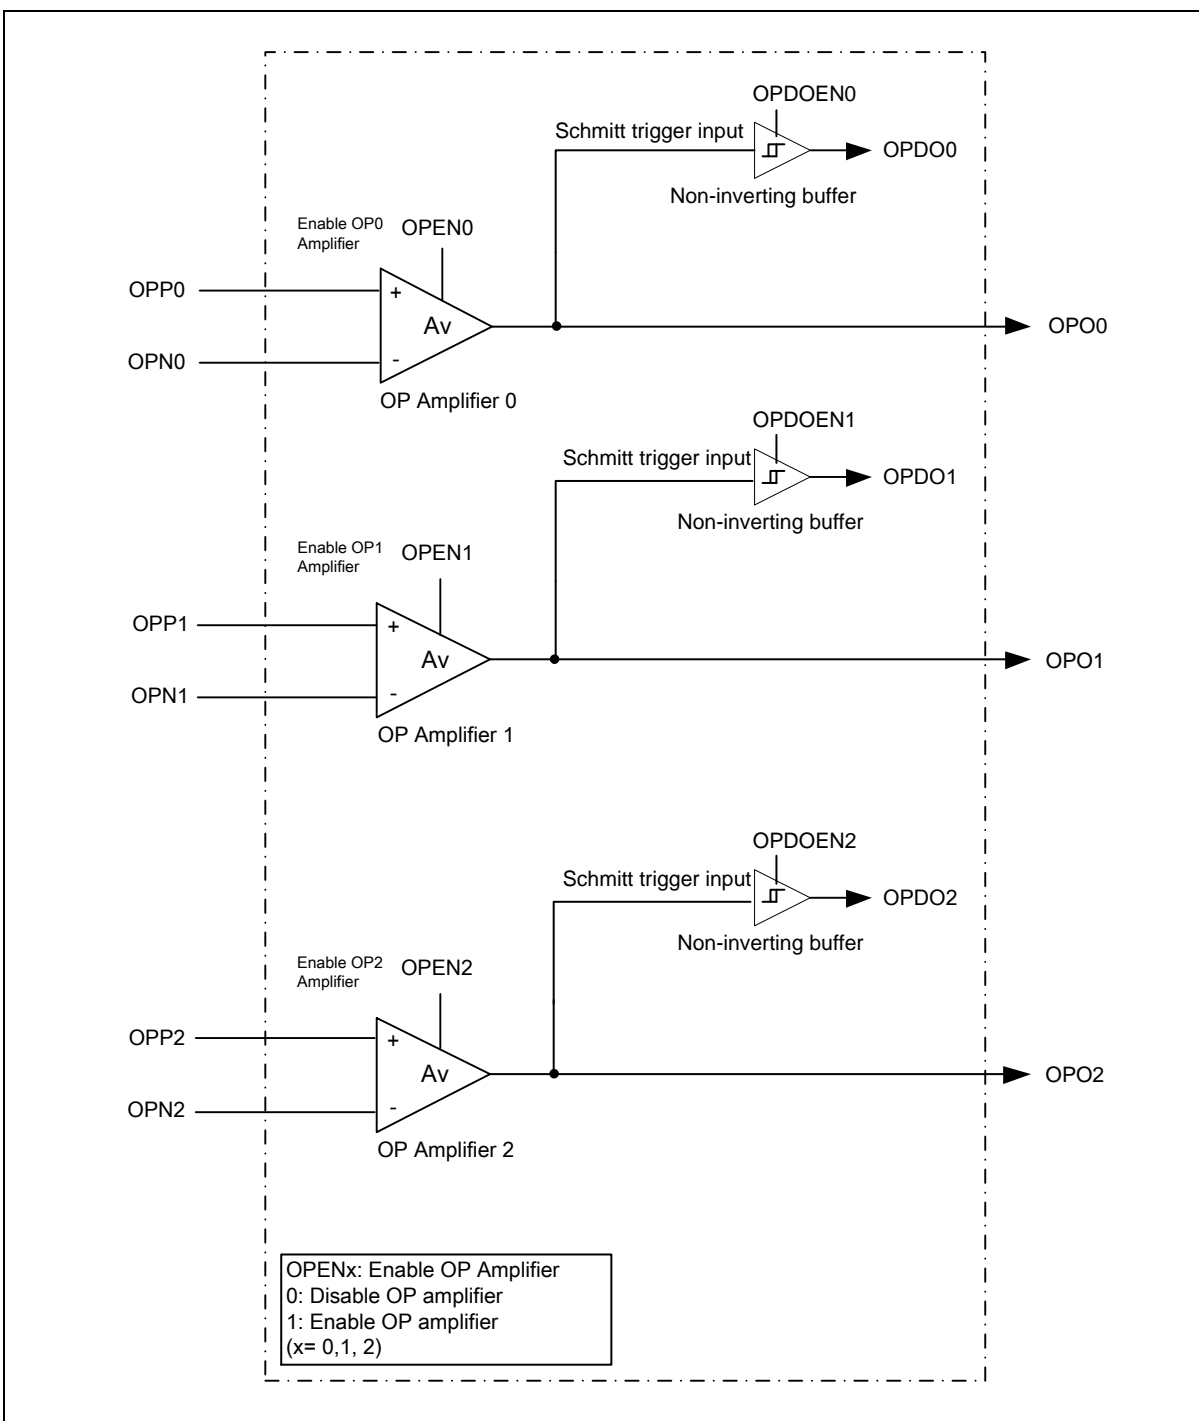 OPDOEN0
Schmitt trigger input
OPDO0
Non-inverting buffer
Enable OP0
Amplifier
OPEN0
OPP0
+
Av
OPO0
OPN0
-
OP Amplifier 0
OPDOEN1
Schmitt trigger input
OPDO1
Non-inverting buffer
Enable OP1
Amplifier
OPEN1
OPP1
+
Av
OPO1
OPN1
-
OP Amplifier 1
OPDOEN2
Schmitt trigger input
OPDO2
Non-inverting buffer
Enable OP2
Amplifier
OPEN2
OPP2
+
Av
OPO2
OPN2
-
OP Amplifier 2
OPENx: Enable OP Amplifier
0: Disable OP amplifier
1: Enable OP amplifier
(x= 0,1, 2)